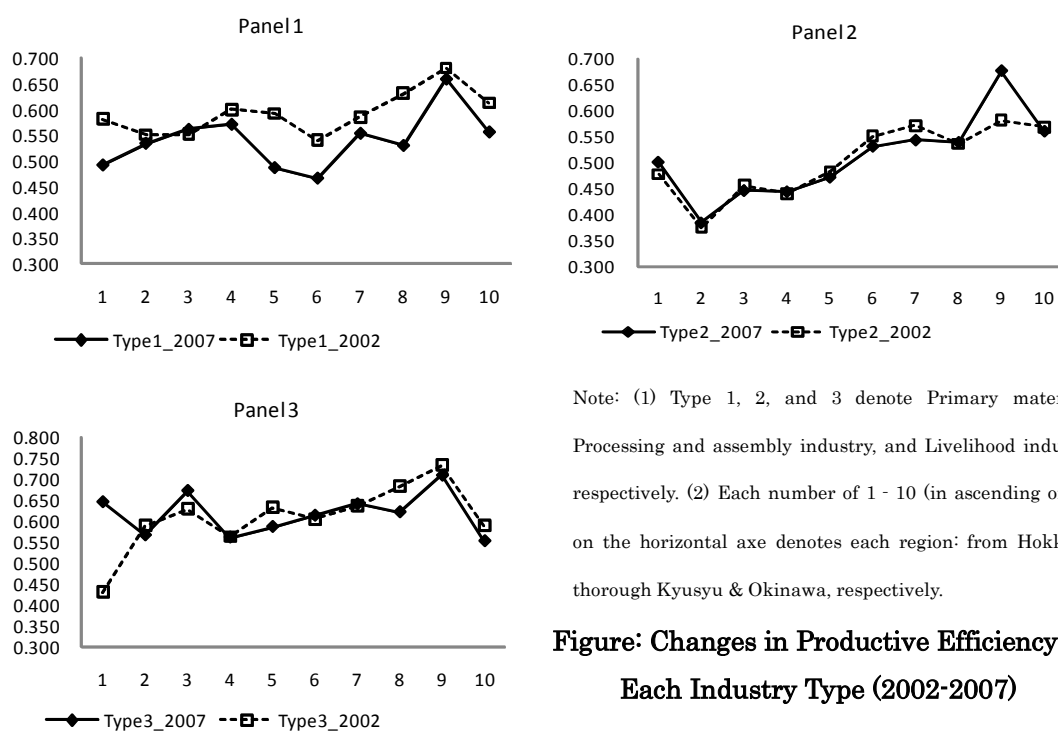 Panel 1
0.700
0.650
0.600
0.550
0.500
0.450
0.400
0.350
0.300
1 2 3 4 5 6 7 8 9 10
Type1_2007 Type1_2002
Panel 2
0.700
0.650
0.600
0.550
0.500
0.450
0.400
0.350
0.300
1 2 3 4 5 6 7 8 9 10
Type2_2007 Type2_2002
Panel 3
0.800
0.750
0.700
0.650
0.600
0.550
0.500
0.450
0.400
0.350
0.300
1 2 3 4 5 6 7 8 9 10
Type3_2007 Type3_2002
Note: (1) Type 1, 2, and 3 denote Primary mater
Processing and assembly industry, and Livelihood indu
respectively. (2) Each number of 1 - 10 (in ascending o
on the horizontal axe denotes each region: from Hokk
thorough Kyusyu & Okinawa, respectively.
Figure: Changes in Productive Efficiency
Each Industry Type (2002-2007)